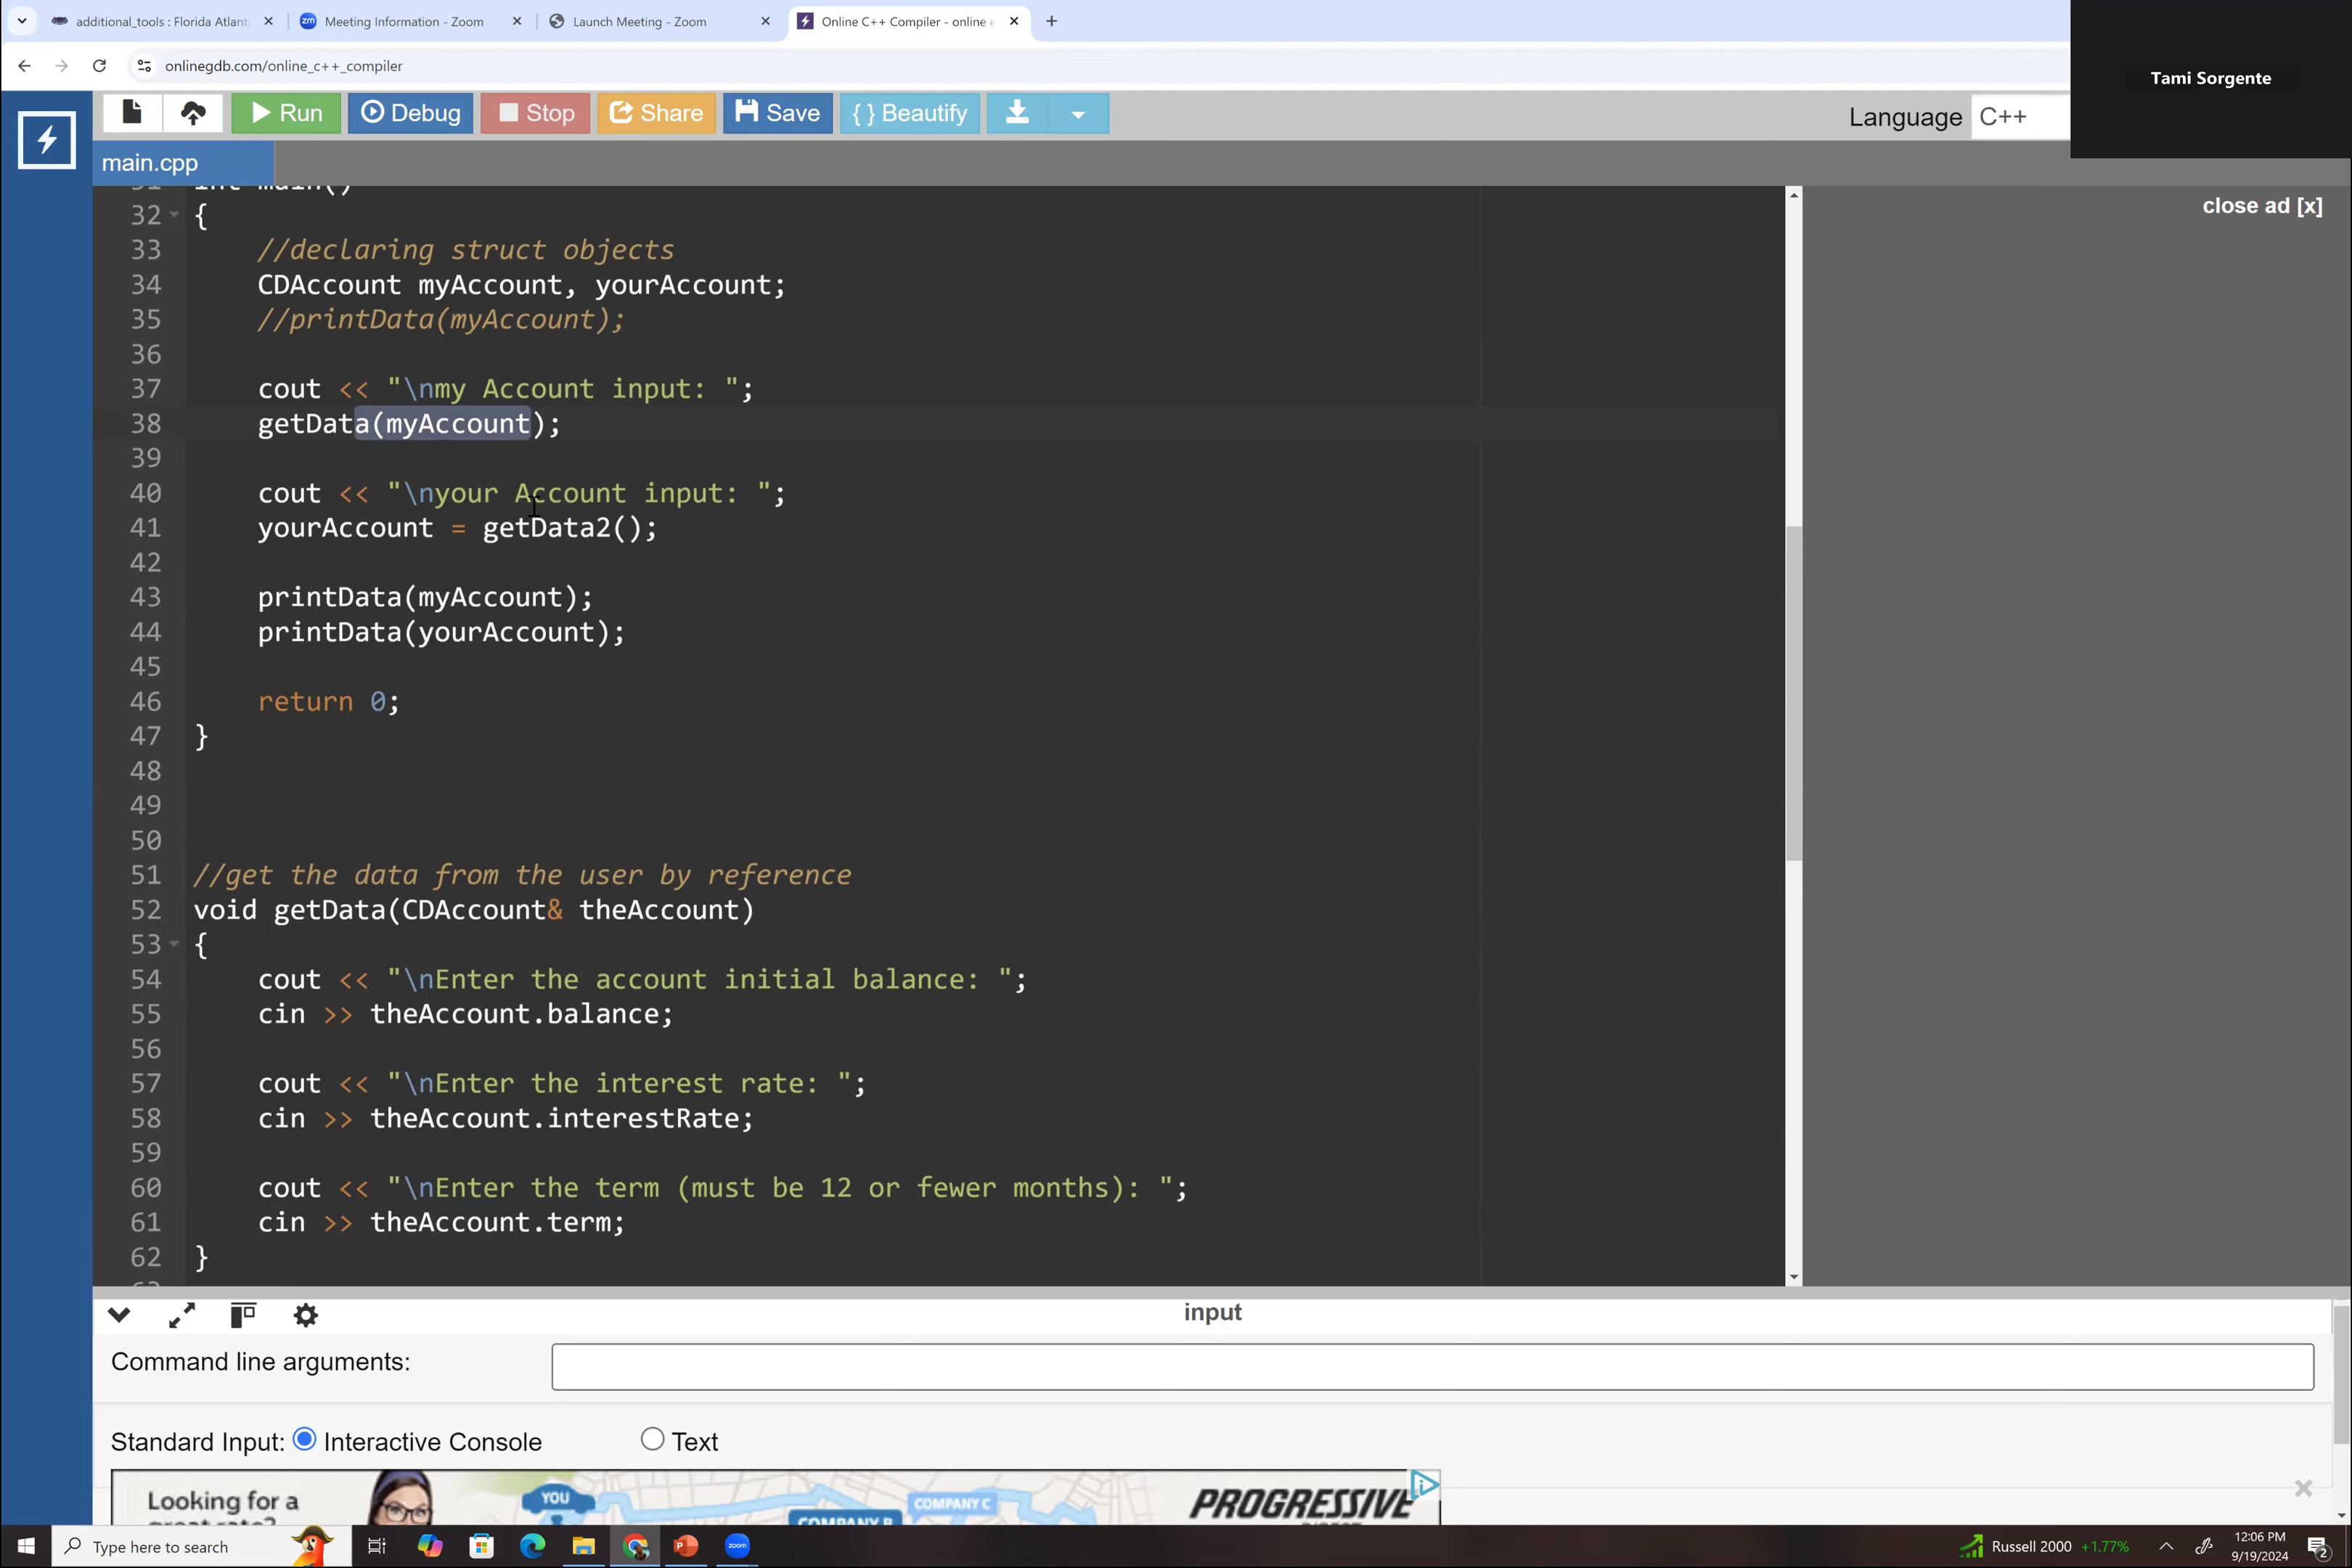 additional_tools : Florida Atlant
Meeting Information - Zoom
Launch Meeting - Zoom
Online C++ Compiler - online e
onlinegdb.com/online_c++_compiler
Tami Sorgente
Run
Debug
Stop
Share
Save
{ } Beautify
Language
C++
main.cpp
close ad [x]
31 int main()
32 {
33 //declaring struct objects
34 CDAccount myAccount, yourAccount;
35 //printData(myAccount);
36
37 cout << "\nmy Account input: ";
38 getData(myAccount);
39
40 cout << "\nyour Account input: ";
41 yourAccount = getData2();
42
43 printData(myAccount);
44 printData(yourAccount);
45
46 return 0;
47 }
48
49
50
51 //get the data from the user by reference
52 void getData(CDAccount& theAccount)
53 {
54 cout << "\nEnter the account initial balance: ";
55 cin >> theAccount.balance;
56
57 cout << "\nEnter the interest rate: ";
58 cin >> theAccount.interestRate;
59
60 cout << "\nEnter the term (must be 12 or fewer months): ";
61 cin >> theAccount.term;
62 }
input
Command line arguments:
Standard Input: Interactive Console Text
Looking for a
great rate?
YOU
COMPANY C
COMPANY B
PROGRESSIVE
Type here to search
zoom
Russell 2000 +1.77%
12:06 PM
9/19/2024
2